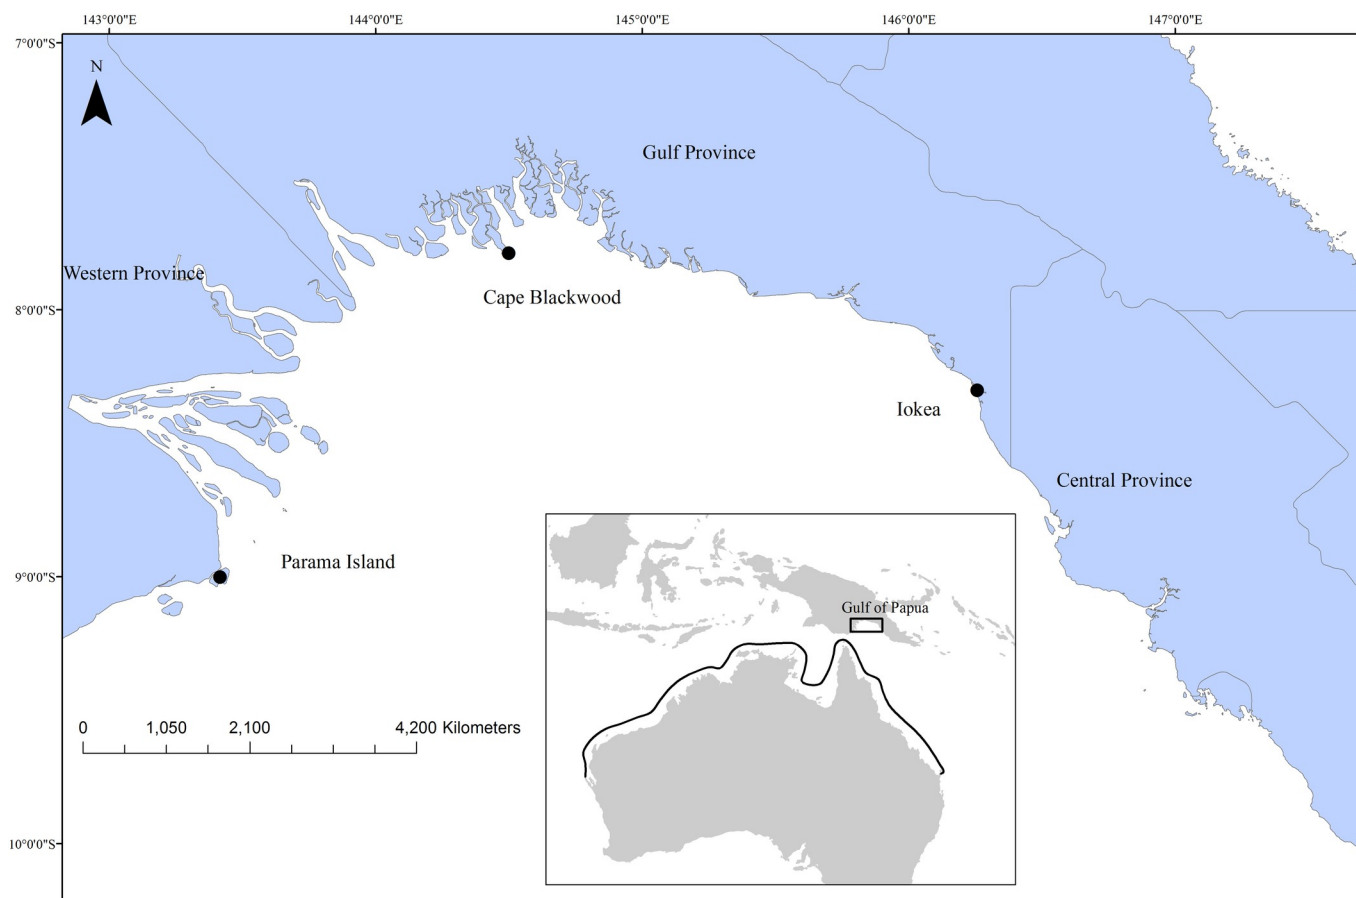 143°0'0"E 144°0'0"E 145°0'0"E 146°0'0"E 147°0'0"E
7°0'0"S
N
Gulf Province
Western Province
Cape Blackwood
8°0'0"S
Iokea
Central Province
Parama Island
9°0'0"S
Gulf of Papua
0 1,050 2,100 4,200 Kilometers
10°0'0"S